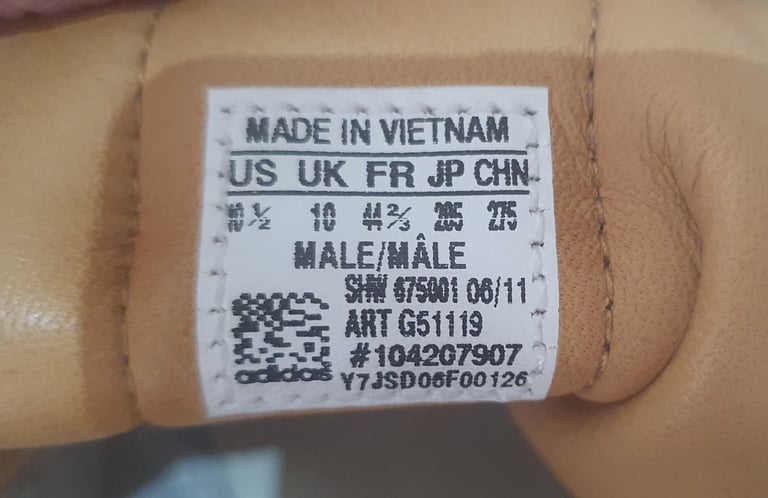 MADE IN VIETNAM
US UK FR JP CHN
10 ½ 10 44 ⅔ 285 275
MALE/MÂLE
SHW 675001 06/11
ART G51119
#104207907
adidas Y7JSD06F00126